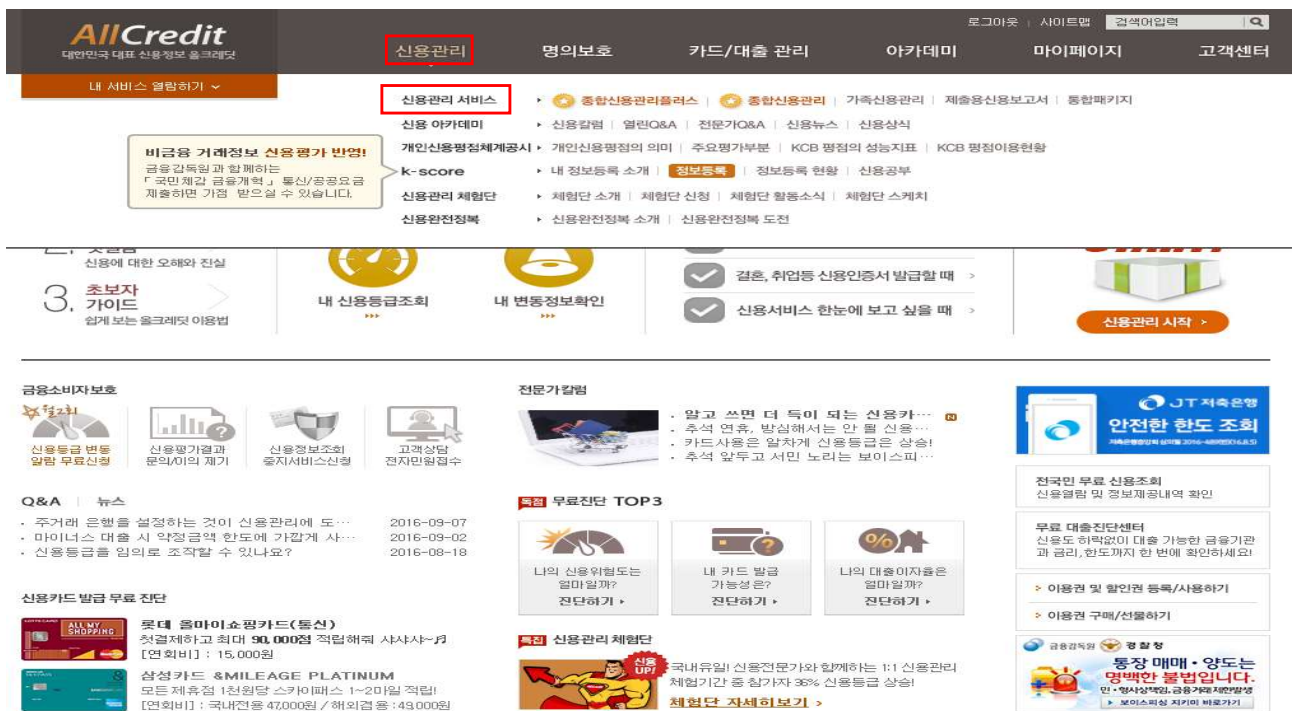 로그아웃 | 사이트맵 검색어입력
AllCredit
대한민국 대표 신용정보 올크레딧
신용관리 명의보호 카드/대출 관리 아카데미 마이페이지 고객센터
내 서비스 열람하기
신용관리 서비스 ▸ 종합신용관리플러스 | 종합신용관리 | 가족신용관리 | 제출용신용보고서 | 통합패키지
신용 아카데미 ▸ 신용컬럼 | 열린Q&A | 전문가Q&A | 신용뉴스 | 신용상식
개인신용평점체계공시 ▸ 개인신용평점의 의미 | 주요평가부분 | KCB 평점의 성능지표 | KCB 평점이용현황
k-score ▸ 내 정보등록 소개 | 정보등록 | 정보등록 현황 | 신용공부
신용관리 체험단 ▸ 체험단 소개 | 체험단 신청 | 체험단 활동소식 | 체험단 스케치
신용완전정복 ▸ 신용완전정복 소개 | 신용완전정복 도전
비금융 거래정보 신용평가 반영!
금융감독원과 함께하는
「국민체감 금융개혁」 통신/공공요금
제출하면 가점 받으실 수 있습니다.
신용에 대한 오해와 진실
3. 초보자
가이드
쉽게 보는 올크레딧 이용법
내 신용등급조회
내 변동정보확인
결혼, 취업등 신용인증서 발급할 때 >
신용서비스 한눈에 보고 싶을 때 >
신용관리 시작 >
금융소비자보호
월2회
신용등급 변동
알람 무료신청
신용평가결과
문의/이의 제기
신용정보조회
중지서비스신청
고객상담
전자민원접수
전문가칼럼
· 알고 쓰면 더 득이 되는 신용카…
· 추석 연휴, 방심해서는 안 될 신용…
· 카드사용은 알차게 신용등급은 상승!
· 추석 앞두고 서민 노리는 보이스피…
JT저축은행
안전한 한도 조회
전국민 무료 신용조회
신용열람 및 정보제공내역 확인
무료 대출진단센터
신용도 하락없이 대출 가능한 금융기관
과 금리,한도까지 한 번에 확인하세요!
> 이용권 및 할인권 등록/사용하기
> 이용권 구매/선물하기
Q&A | 뉴스
· 주거래 은행을 설정하는 것이 신용관리에 도… 2016-09-07
· 마이너스 대출 시 약정금액 한도에 가깝게 사… 2016-09-02
· 신용등급을 임의로 조작할 수 있나요? 2016-08-18
독점 무료진단 TOP3
나의 신용위험도는
얼마일까?
진단하기 ▸
내 카드 발급
가능성은?
진단하기 ▸
나의 대출이자율은
얼마일까?
진단하기 ▸
신용카드 발급 무료 진단
ALL MY
SHOPPING
롯데 올마이쇼핑카드(통신)
첫결제하고 최대 90,000점 적립해줘 샤샤샤~♬
[연회비] : 15,000원
삼성카드 &MILEAGE PLATINUM
모든 제휴점 1천원당 스카이패스 1~2마일 적립!
[연회비] : 국내전용 47,000원 / 해외겸용 : 49,000원
특진 신용관리 체험단
신용
UP!
국내유일! 신용전문가와 함께하는 1:1 신용관리
체험기간 중 참가자 36% 신용등급 상승!
체험단 자세히보기 >
금융감독원 경찰청
통장 매매·양도는
명백한 불법입니다.
민·형사상책임, 금융거래제한발생
▸ 보이스피싱 지키미 바로가기